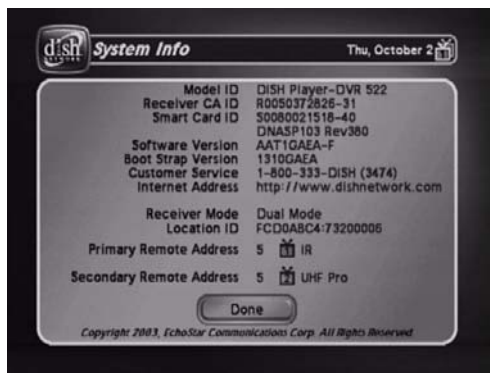 dish
NETWORK
System Info
Thu, October 2
Model ID DISH Player-DVR 522
Receiver CA ID R0050372826-31
Smart Card ID S0080021518-40
DNASP103 Rev380
Software Version AAT1GAEA-F
Boot Strap Version 1310GAEA
Customer Service 1-800-333-DISH (3474)
Internet Address http://www.dishnetwork.com
Receiver Mode Dual Mode
Location ID FCD0ABC4:73200006
Primary Remote Address 5 1 IR
Secondary Remote Address 5 2 UHF Pro
Done
Copyright 2003, EchoStar Communications Corp. All Rights Reserved